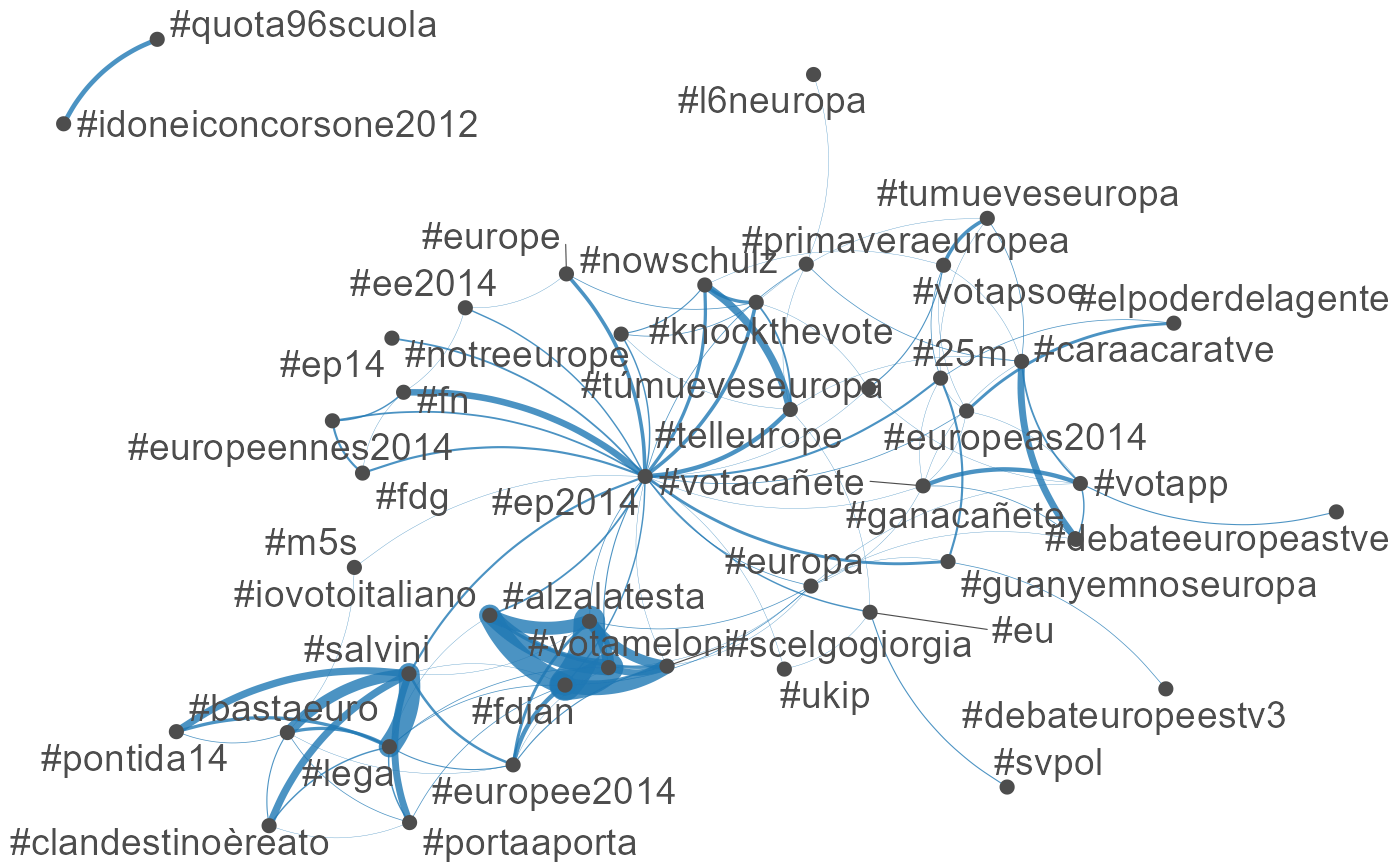 #quota96scuola
#idoneiconcorsone2012
#l6neuropa
#tumueveseuropa
#europe
#primaveraeuropea
#nowschulz
#ee2014
#votapsoe
#elpoderdelagente
#knockthevote
#notreeurope
#25m
#caraacaratve
#ep14
#túmueveseuropa
#fn
#telleurope
#europeas2014
#europeennes2014
#votacañete
#votapp
#fdg
#ep2014
#ganacañete
#debateeuropeastve
#m5s
#europa
#guanyemnoseuropa
#iovotoitaliano
#alzalatesta
#eu
#votameloni
#scelgogiorgia
#salvini
#ukip
#bastaeuro
#fdian
#debateuropeestv3
#pontida14
#svpol
#lega
#europee2014
#clandestinoèreato
#portaaporta